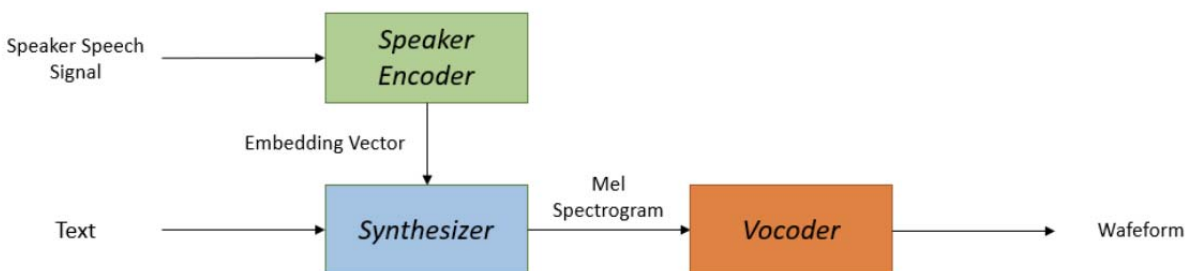 Speaker Speech
Signal
Speaker
Encoder
Embedding Vector
Text
Synthesizer
Mel
Spectrogram
Vocoder
Wafeform